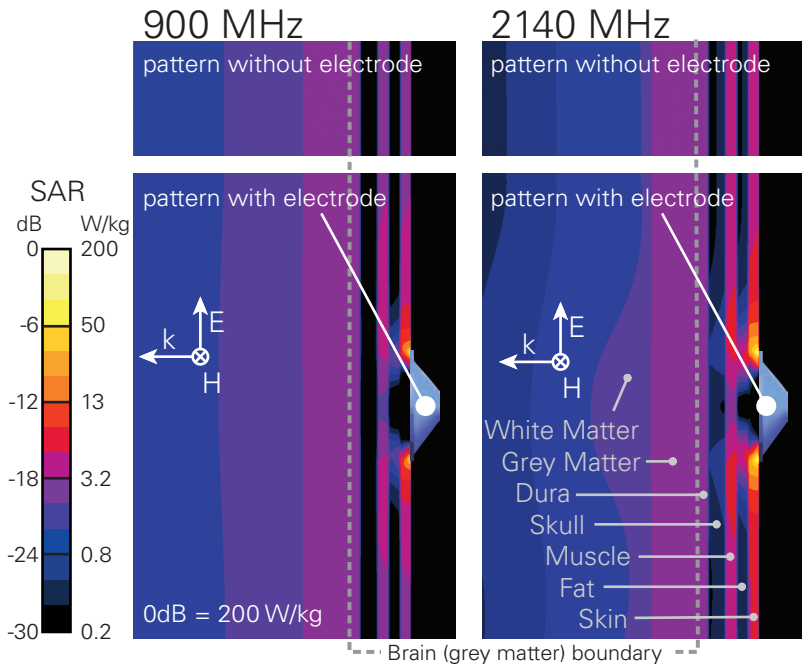 900 MHz
2140 MHz
pattern without electrode
pattern without electrode
pattern with electrode
pattern with electrode
SAR
dB W/kg
0 200
-6 50
-12 13
-18 3.2
-24 0.8
-30 0.2
E
k
H
E
k
H
White Matter
Grey Matter
Dura
Skull
Muscle
Fat
Skin
0dB = 200 W/kg
Brain (grey matter) boundary